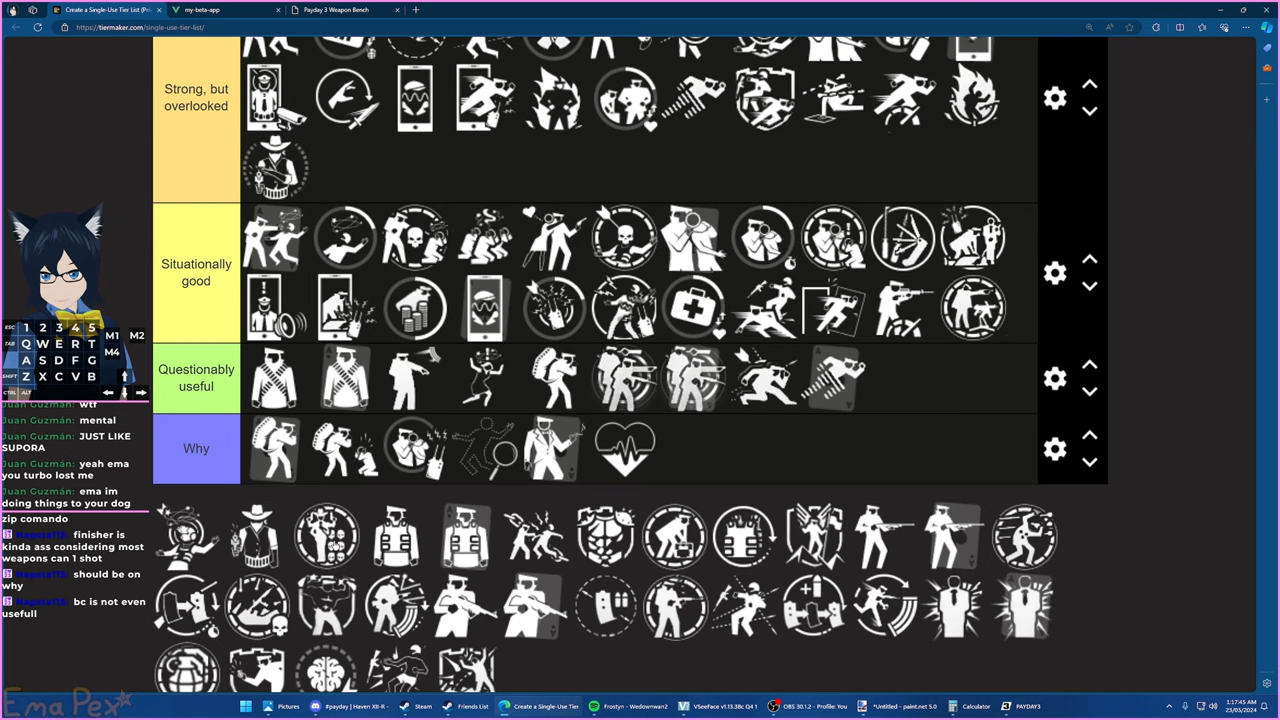 Create a Single-Use Tier List (
my-beta-app
Payday 3 Weapon Bench
https://tiermaker.com/single-use-tier-list/
Strong, but
overlooked
Situationally
good
Questionably
useful
Why
ESC 1 2 3 4 5 M1 M2
TAB Q W E R T
M4
A S D F G
SHIFT Z X C V B
CTRL ALT
Juan Guzmán: wtf
Juan Guzmán: mental
Juan Guzmán: JUST LIKE
SUPORA
Juan Guzmán: yeah ema
you turbo lost me
Juan Guzmán: ema im
doing things to your dog
zip comando
finisher is
kinda ass considering most
weapons can 1 shot
should be on
why
bc is not even
usefull
Ema Pex
Pictures
#payday | Haven XII-R -
Steam
Friends List
Create a Single-Use Tier
Frostyn - Wedownwan2
VSeeFace v1.13.38c Q4 1
OBS 30.1.2 - Profile: You
*Untitled - paint.net 5.0
Calculator
PAYDAY3
1:17:45 AM
23/05/2024